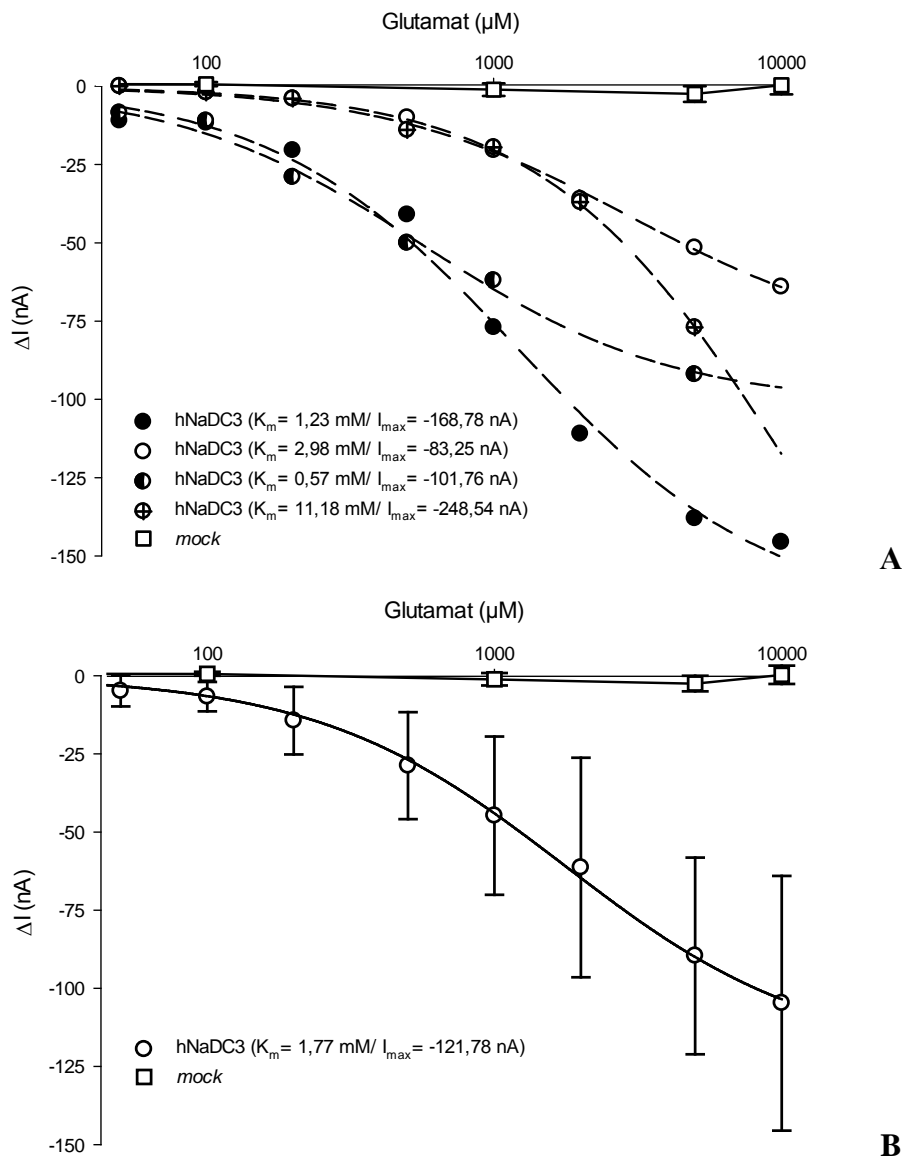 Glutamat (µM)
100 1000 10000
0
-25
-50
-75
-100
-125
-150
ΔI (nA)
hNaDC3 (Km= 1,23 mM/ Imax= -168,78 nA)
hNaDC3 (Km= 2,98 mM/ Imax= -83,25 nA)
hNaDC3 (Km= 0,57 mM/ Imax= -101,76 nA)
hNaDC3 (Km= 11,18 mM/ Imax= -248,54 nA)
mock
A
Glutamat (µM)
100 1000 10000
0
-25
-50
-75
-100
-125
-150
ΔI (nA)
hNaDC3 (Km= 1,77 mM/ Imax= -121,78 nA)
mock
B